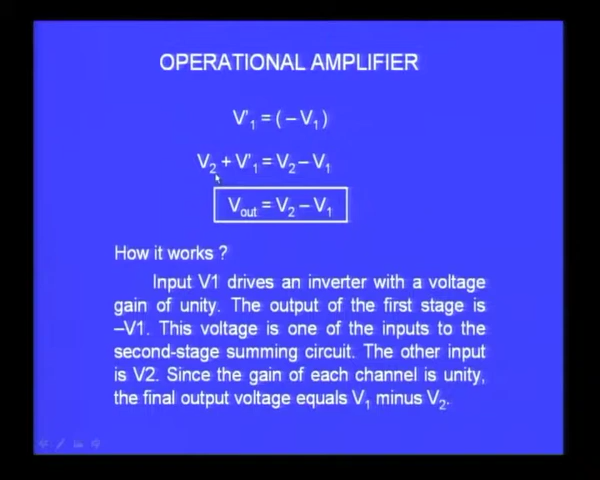 OPERATIONAL AMPLIFIER
V'₁ = ( – V₁ )
V₂ + V'₁ = V₂ – V₁
Vout = V₂ – V₁
How it works ?
Input V1 drives an inverter with a voltage
gain of unity. The output of the first stage is
–V1. This voltage is one of the inputs to the
second-stage summing circuit. The other input
is V2. Since the gain of each channel is unity,
the final output voltage equals V₁ minus V₂.